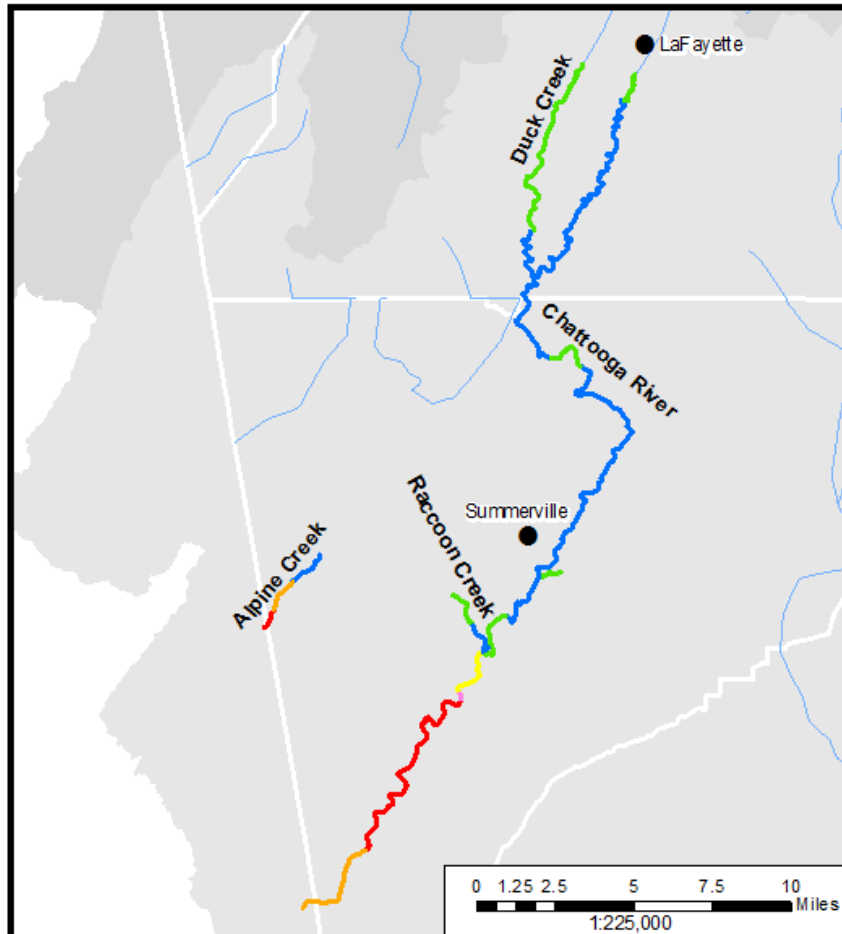 LaFayette
Duck Creek
Chattooga River
Raccoon Creek
Summerville
Alpine Creek
0 1.25 2.5 5 7.5 10
Miles
1:225,000